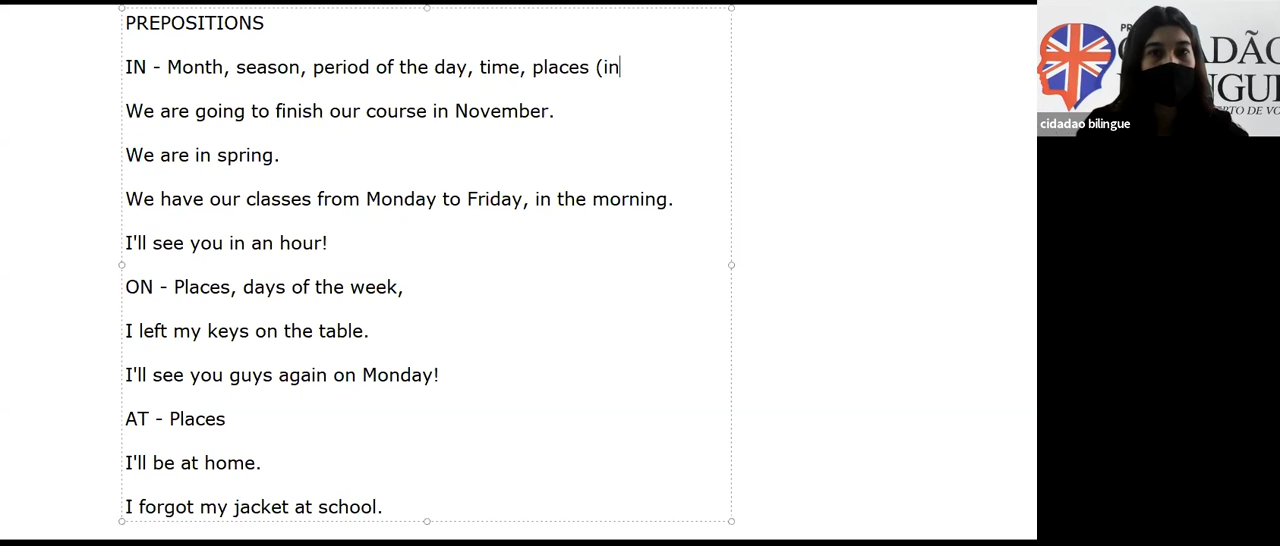 PREPOSITIONS
IN - Month, season, period of the day, time, places (in
We are going to finish our course in November.
We are in spring.
We have our classes from Monday to Friday, in the morning.
I'll see you in an hour!
ON - Places, days of the week,
I left my keys on the table.
I'll see you guys again on Monday!
AT - Places
I'll be at home.
I forgot my jacket at school.
cidadao bilingue